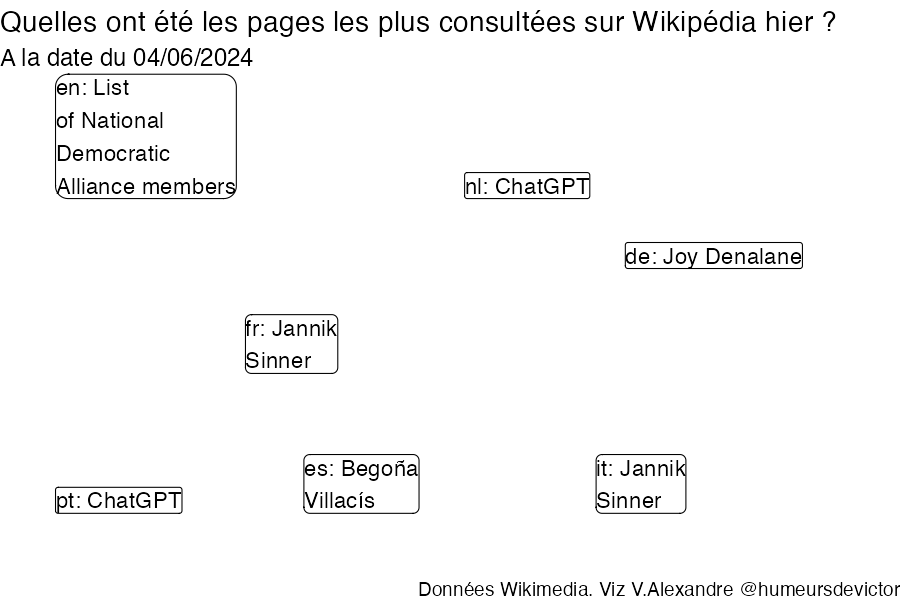 Quelles ont été les pages les plus consultées sur Wikipédia hier ?
A la date du 04/06/2024
en: List
of National
Democratic
Alliance members
nl: ChatGPT
de: Joy Denalane
fr: Jannik
Sinner
es: Begoña
Villacís
it: Jannik
Sinner
pt: ChatGPT
Données Wikimedia. Viz V.Alexandre @humeursdevictor